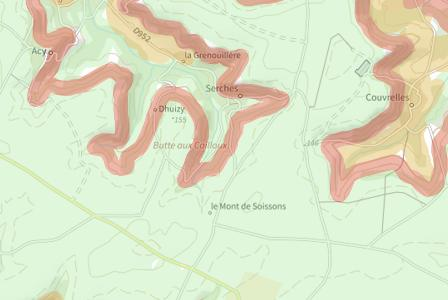 D952
Acy
la Grenouillère
Serches
Couvrelles
Dhuizy
155
146
Butte aux Cailloux
le Mont de Soissons